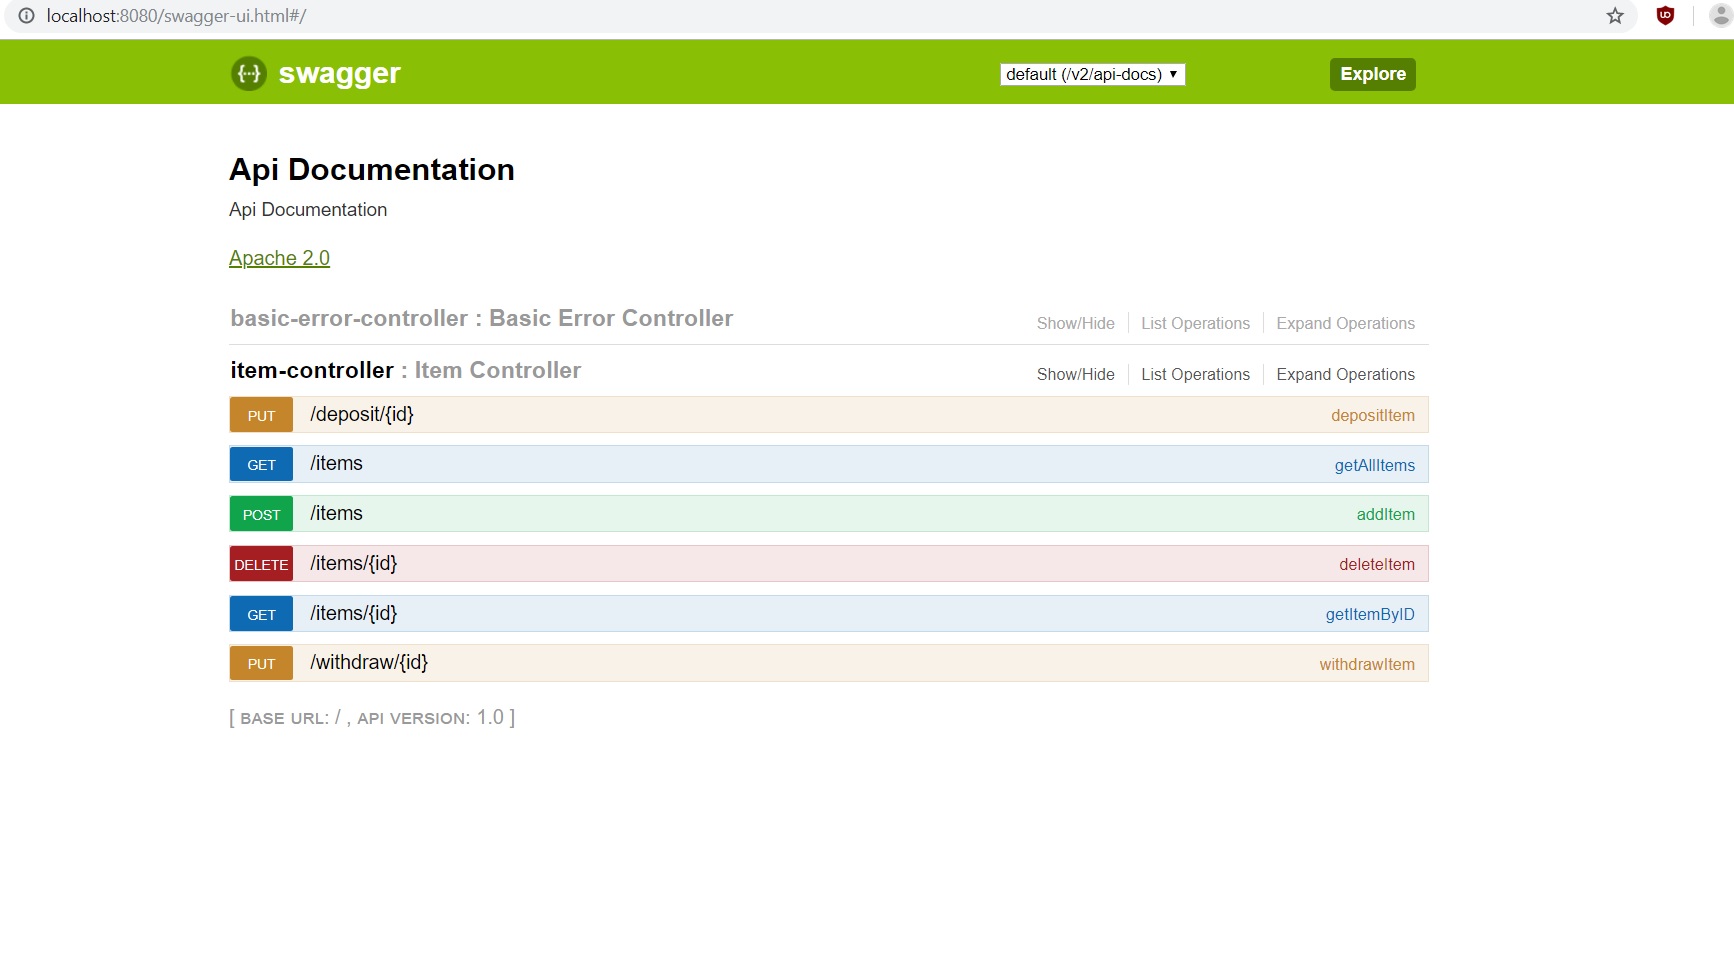 localhost:8080/swagger-ui.html#/
{···} swagger default (/v2/api-docs) Explore
Api Documentation
Api Documentation
Apache 2.0
basic-error-controller : Basic Error Controller Show/Hide List Operations Expand Operations
item-controller : Item Controller Show/Hide List Operations Expand Operations
PUT /deposit/{id} depositItem
GET /items getAllItems
POST /items addItem
DELETE /items/{id} deleteItem
GET /items/{id} getItemByID
PUT /withdraw/{id} withdrawItem
[ BASE URL: / , API VERSION: 1.0 ]